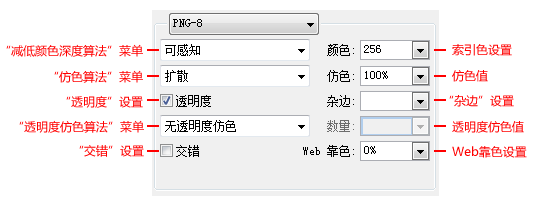 PNG-8
“减低颜色深度算法”菜单 可感知 颜色: 256 索引色设置
“仿色算法”菜单 扩散 仿色: 100% 仿色值
“透明度”设置 透明度 杂边: “杂边”设置
“透明度仿色算法”菜单 无透明度仿色 数量: 透明度仿色值
“交错”设置 交错 Web 靠色: 0% Web靠色设置